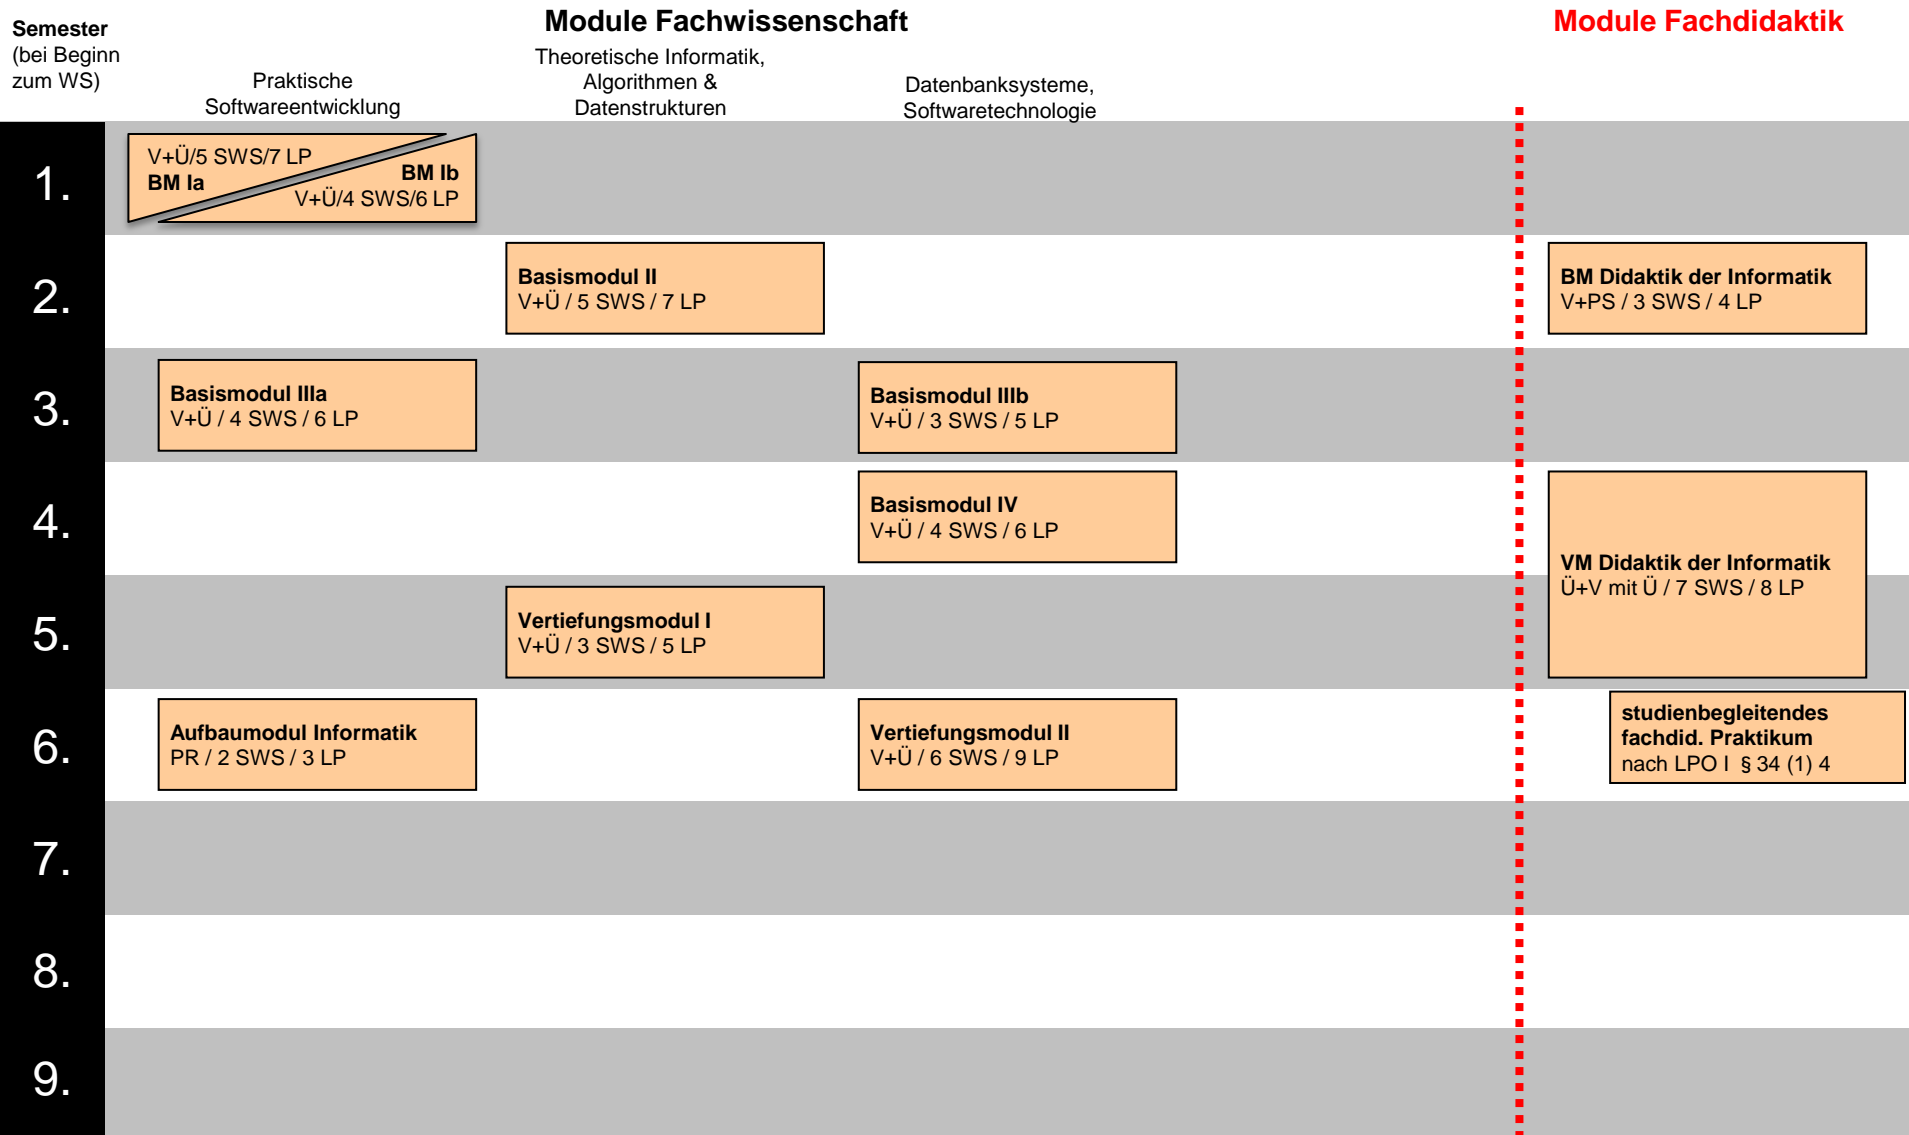 Semester
(bei Beginn
zum WS)
Module Fachwissenschaft
Module Fachdidaktik
Praktische
Softwareentwicklung
Theoretische Informatik,
Algorithmen &
Datenstrukturen
Datenbanksysteme,
Softwaretechnologie
1.
V+Ü/5 SWS/7 LP
BM Ia
BM Ib
V+Ü/4 SWS/6 LP
2.
Basismodul II
V+Ü / 5 SWS / 7 LP
BM Didaktik der Informatik
V+PS / 3 SWS / 4 LP
3.
Basismodul IIIa
V+Ü / 4 SWS / 6 LP
Basismodul IIIb
V+Ü / 3 SWS / 5 LP
4.
Basismodul IV
V+Ü / 4 SWS / 6 LP
VM Didaktik der Informatik
Ü+V mit Ü / 7 SWS / 8 LP
5.
Vertiefungsmodul I
V+Ü / 3 SWS / 5 LP
6.
Aufbaumodul Informatik
PR / 2 SWS / 3 LP
Vertiefungsmodul II
V+Ü / 6 SWS / 9 LP
studienbegleitendes
fachdid. Praktikum
nach LPO I § 34 (1) 4
7.
8.
9.